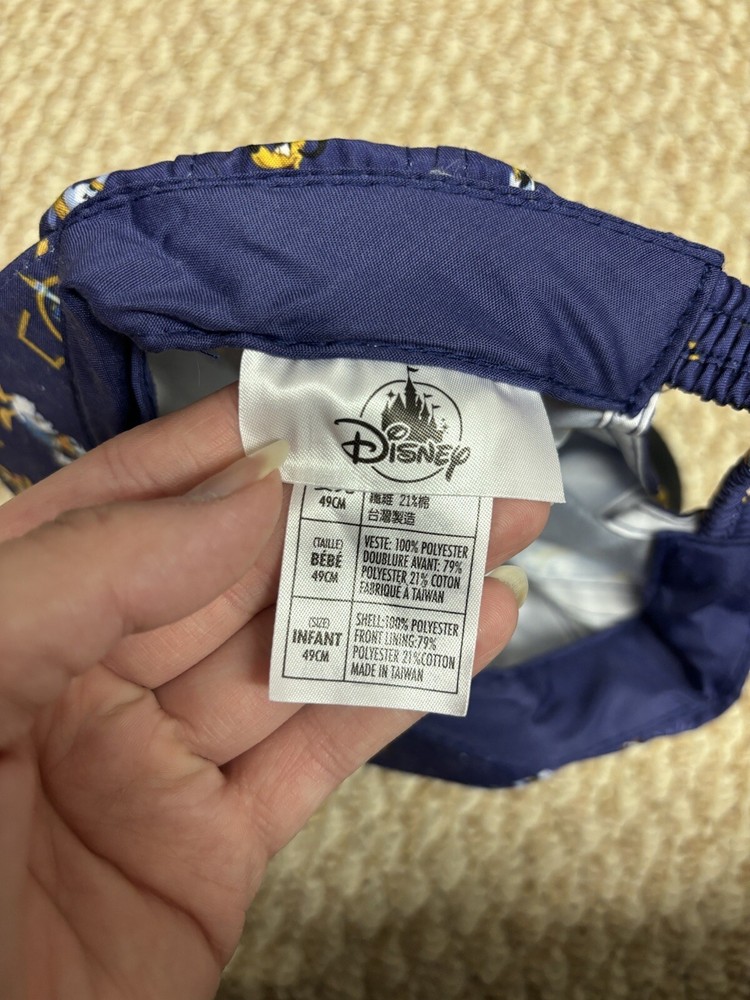 Disney
49CM
纖維 21%棉
台灣製造
(TAILLE)
BÉBÉ
49CM
VESTE: 100% POLYESTER
DOUBLURE AVANT: 79%
POLYESTER 21% COTON
FABRIQUE À TAIWAN
(SIZE)
INFANT
49CM
SHELL:100% POLYESTER
FRONT LINING:79%
POLYESTER 21%COTTON
MADE IN TAIWAN